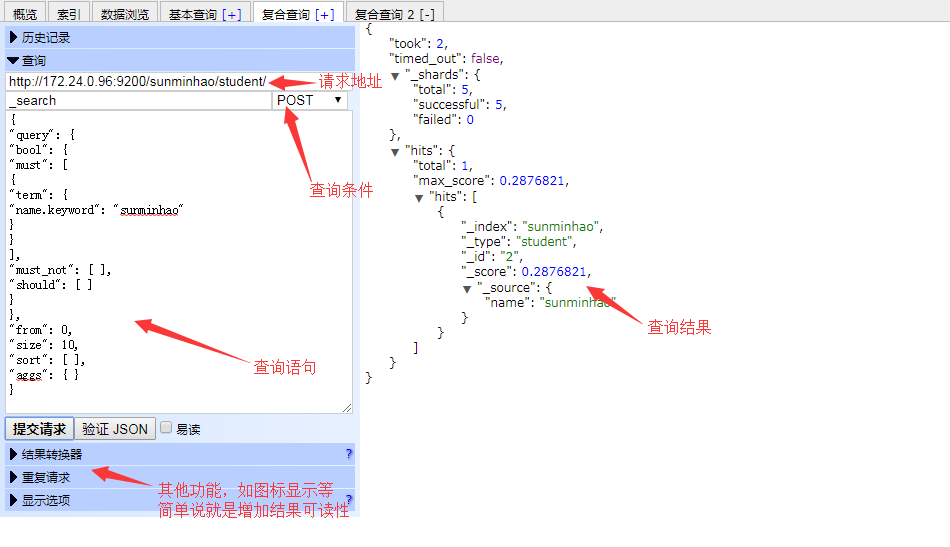 概览 索引 数据浏览 基本查询 [+] 复合查询 [+] 复合查询 2 [-]
历史记录
查询
http://172.24.0.96:9200/sunminhao/student/
请求地址
_search POST
查询条件
{
"query": {
"bool": {
"must": [
{
"term": {
"name.keyword": "sunminhao"
}
}
],
"must_not": [ ],
"should": [ ]
}
},
"from": 0,
"size": 10,
"sort": [ ],
"aggs": { }
}
查询语句
提交请求 验证 JSON 易读
结果转换器 ?
重复请求
显示选项 ?
其他功能，如图标显示等
简单说就是增加结果可读性
{
"took": 2,
"timed_out": false,
"_shards": {
"total": 5,
"successful": 5,
"failed": 0
},
"hits": {
"total": 1,
"max_score": 0.2876821,
"hits": [
{
"_index": "sunminhao",
"_type": "student",
"_id": "2",
"_score": 0.2876821,
"_source": {
"name": "sunminhao"
}
}
]
}
}
查询结果